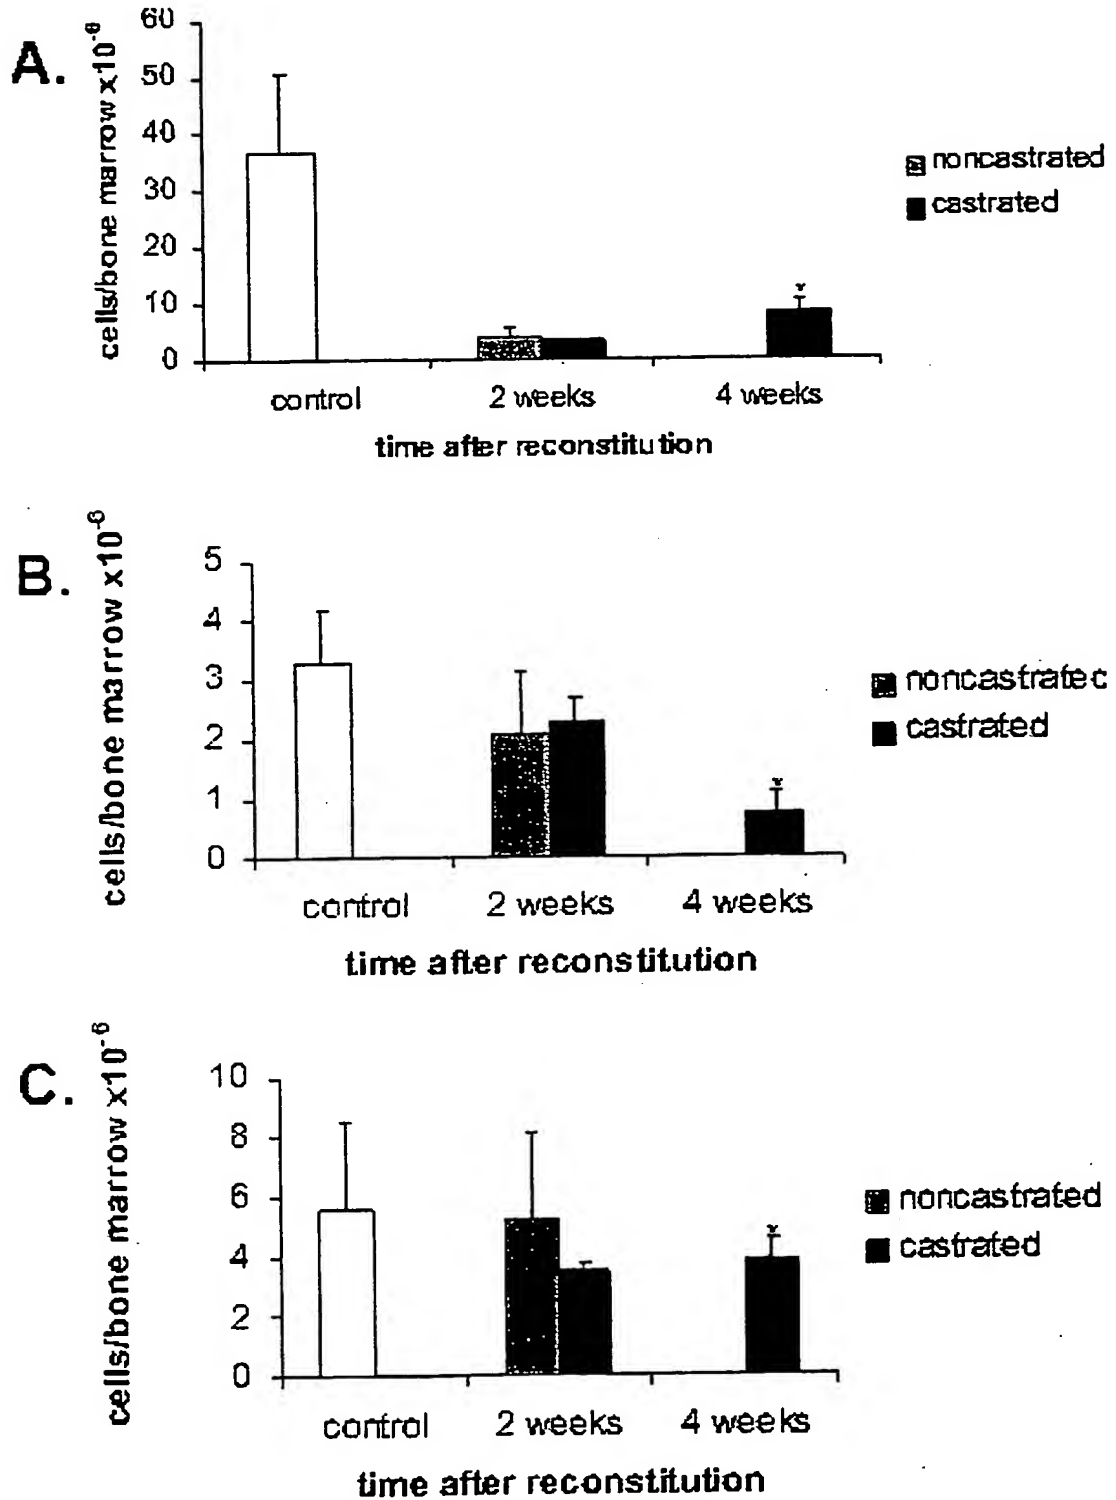 A.
cells/bone marrow x10-6
60
50
40
30
20
10
0
noncastrated
castrated
*
control 2 weeks 4 weeks
time after reconstitution
B.
cells/bone marrow x10-6
5
4
3
2
1
0
noncastratec
castrated
*
control 2 weeks 4 weeks
time after reconstitution
C.
cells/bone marrow x10-6
10
8
6
4
2
0
noncastrated
castrated
*
control 2 weeks 4 weeks
time after reconstitution